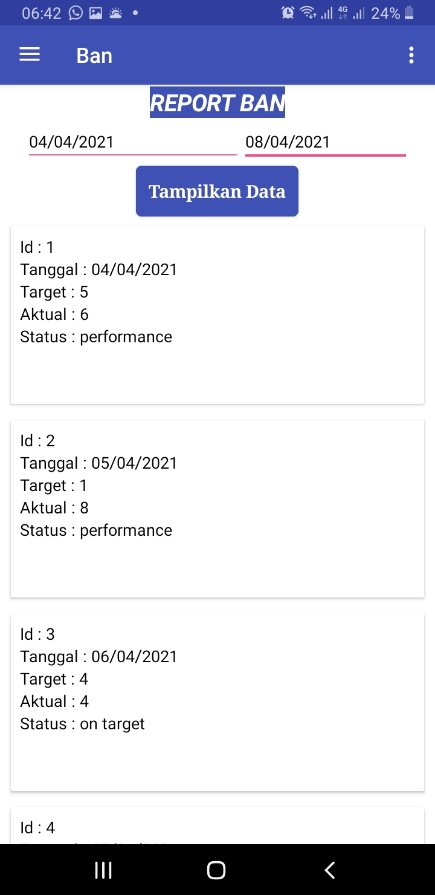 06:42 4G 24%
Ban
REPORT BAN
04/04/2021 08/04/2021
Tampilkan Data
Id : 1
Tanggal : 04/04/2021
Target : 5
Aktual : 6
Status : performance
Id : 2
Tanggal : 05/04/2021
Target : 1
Aktual : 8
Status : performance
Id : 3
Tanggal : 06/04/2021
Target : 4
Aktual : 4
Status : on target
Id : 4